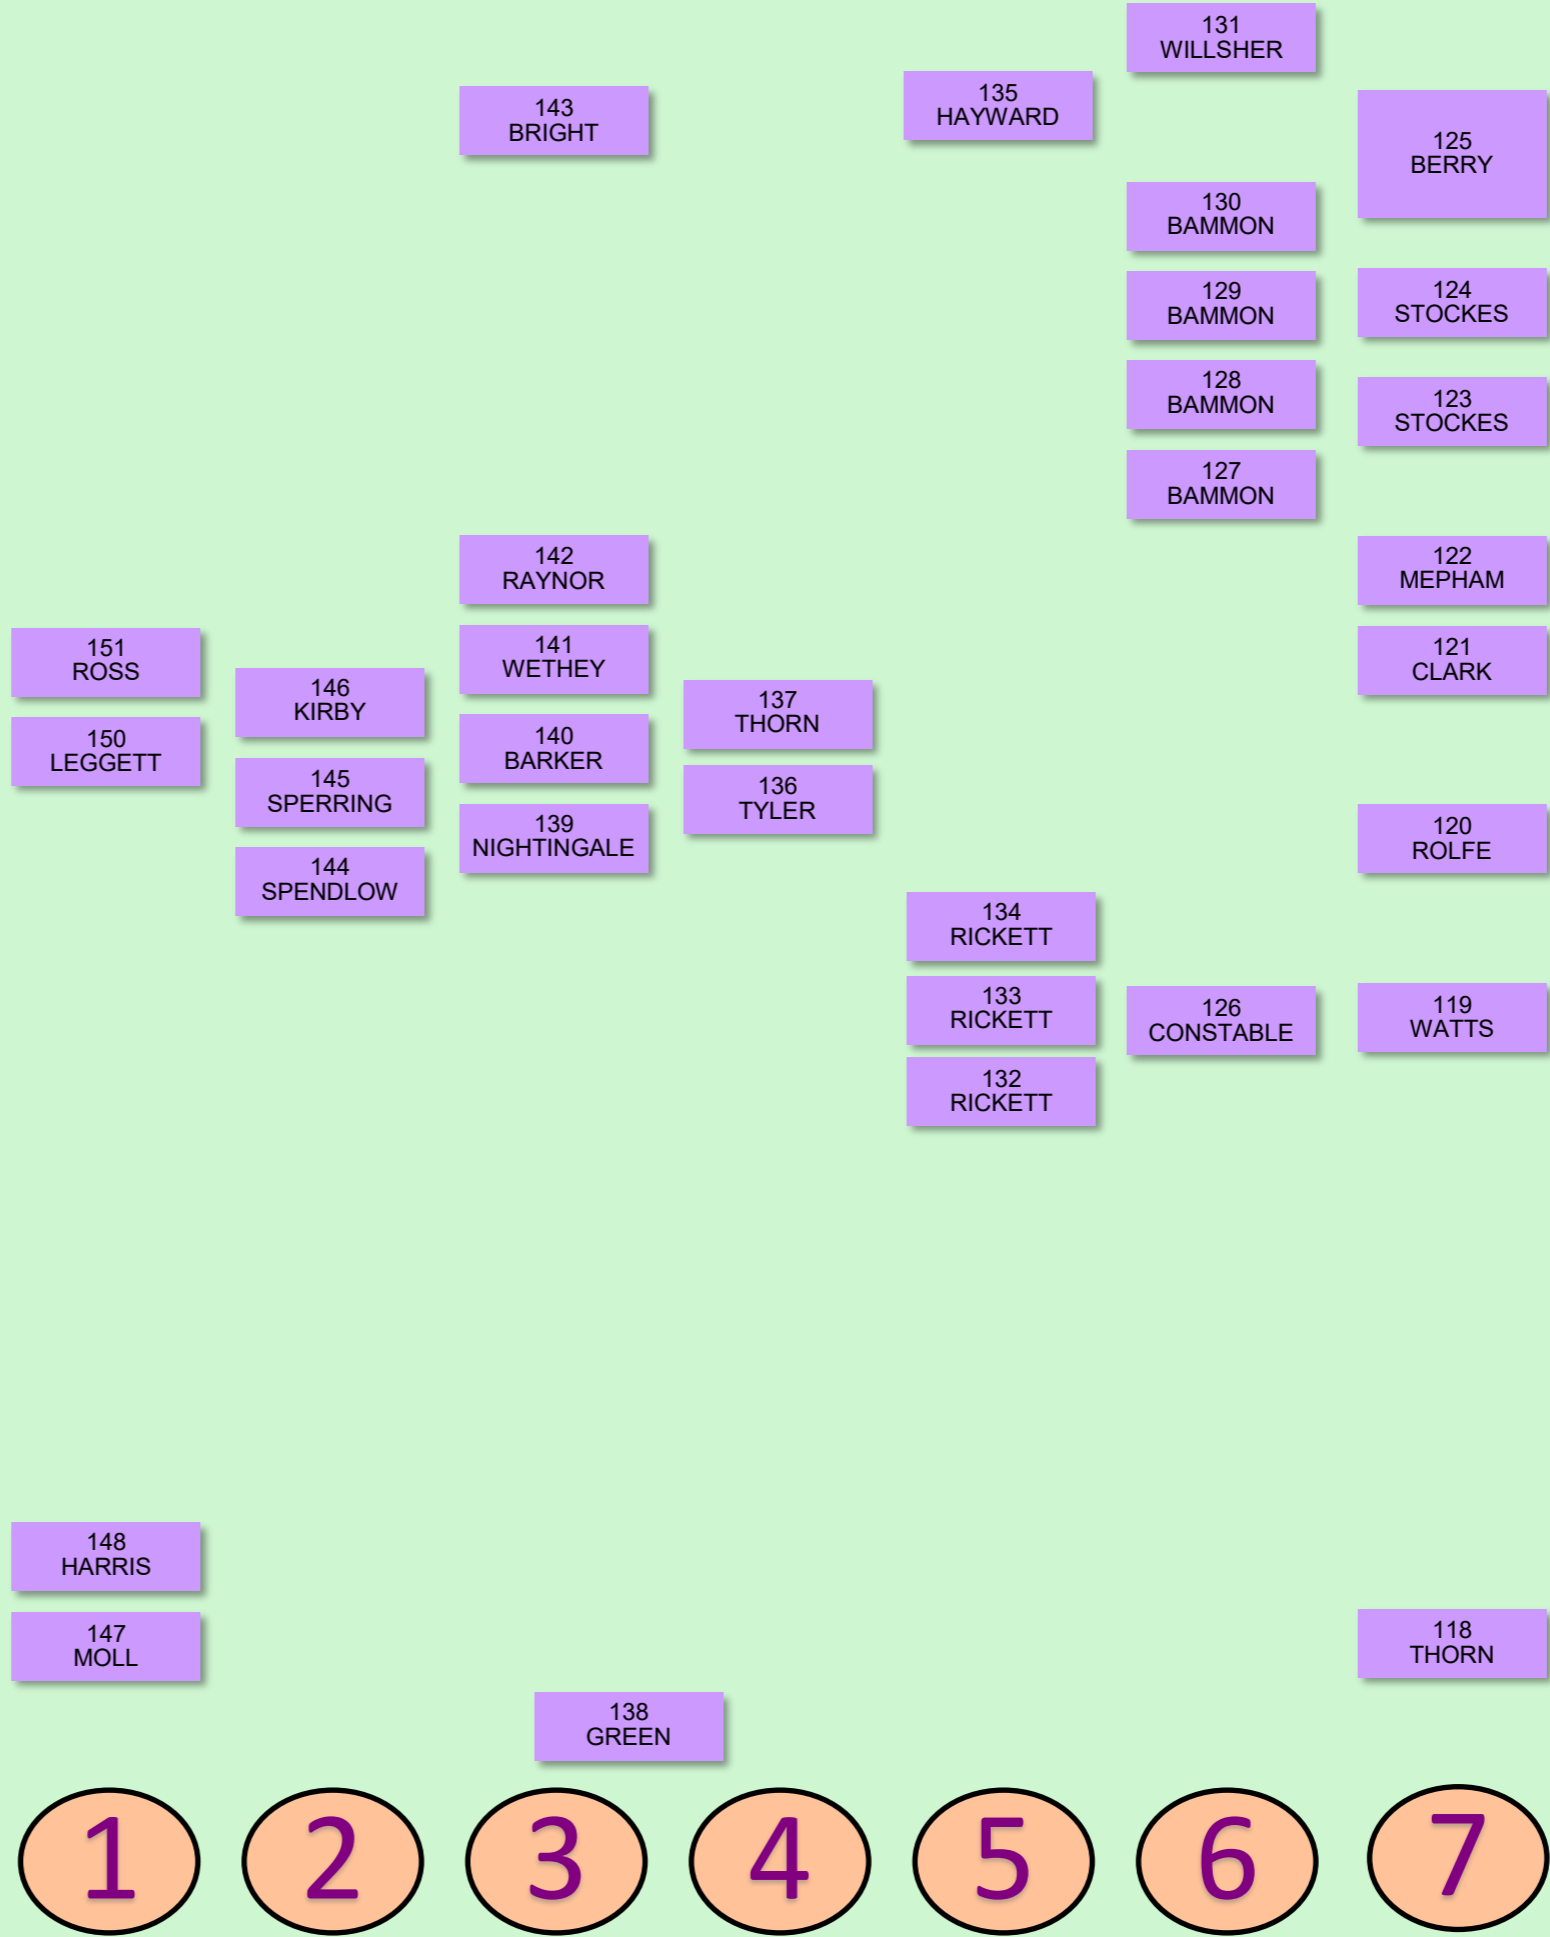 131
WILLSHER
143
BRIGHT
135
HAYWARD
125
BERRY
130
BAMMON
129
BAMMON
124
STOCKES
128
BAMMON
123
STOCKES
127
BAMMON
142
RAYNOR
122
MEPHAM
151
ROSS
141
WETHEY
121
CLARK
146
KIRBY
137
THORN
150
LEGGETT
140
BARKER
145
SPERRING
136
TYLER
139
NIGHTINGALE
120
ROLFE
144
SPENDLOW
134
RICKETT
133
RICKETT
126
CONSTABLE
119
WATTS
132
RICKETT
148
HARRIS
147
MOLL
118
THORN
138
GREEN
1
2
3
4
5
6
7